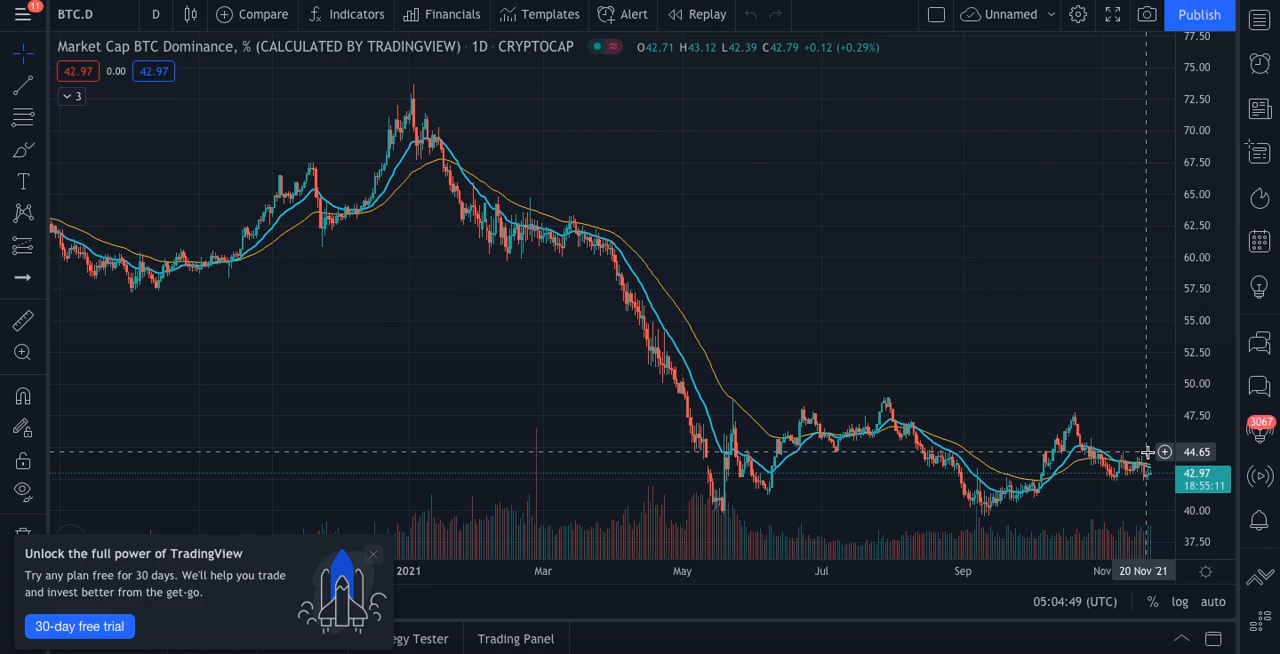 11
BTC.D
D
Compare
Indicators
Financials
Templates
Alert
Replay
Unnamed
Publish
Market Cap BTC Dominance, % (CALCULATED BY TRADINGVIEW) · 1D · CRYPTOCAP
O42.71 H43.12 L42.39 C42.79 +0.12 (+0.29%)
42.97 0.00 42.97
3
77.50
75.00
72.50
70.00
67.50
65.00
62.50
60.00
57.50
55.00
52.50
50.00
47.50
44.65
42.97
18:55:11
40.00
37.50
3067
2021
Mar
May
Jul
Sep
Nov
20 Nov '21
05:04:49 (UTC)
%
log
auto
Unlock the full power of TradingView
Try any plan free for 30 days. We'll help you trade
and invest better from the get-go.
30-day free trial
egy Tester
Trading Panel